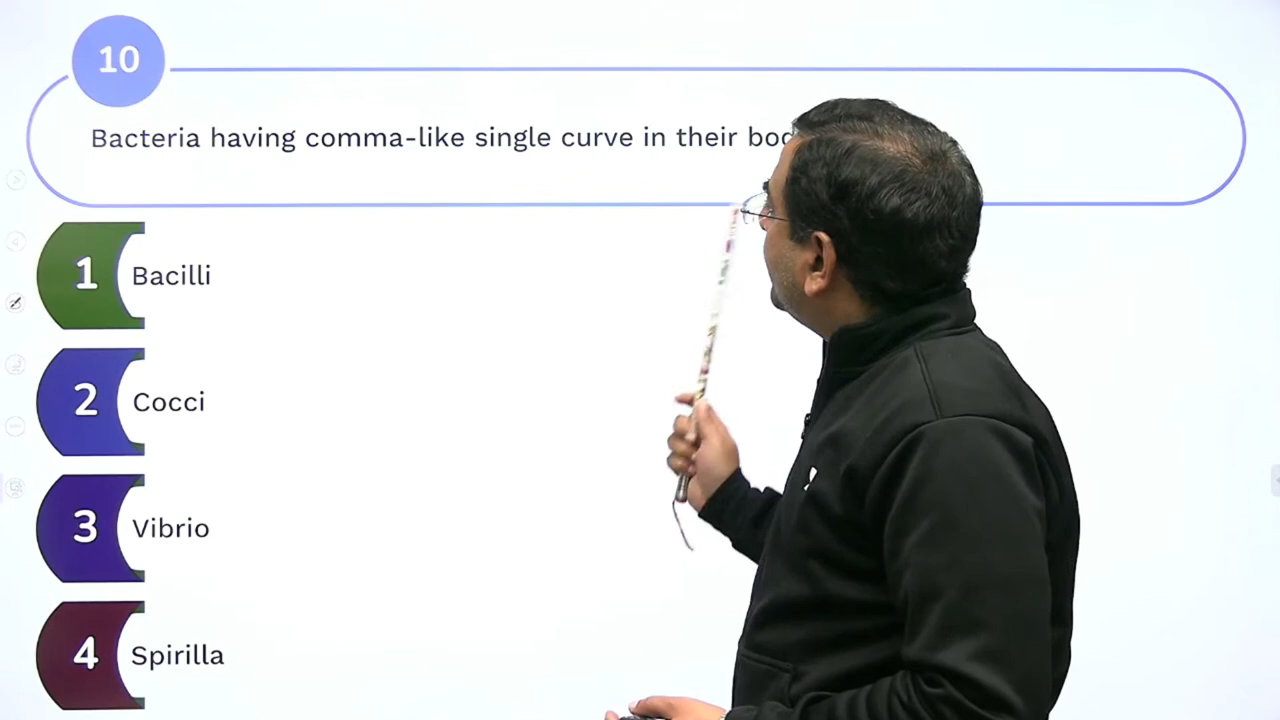 10
Bacteria having comma-like single curve in their
1
Bacilli
2
Cocci
3
Vibrio
4
Spirilla